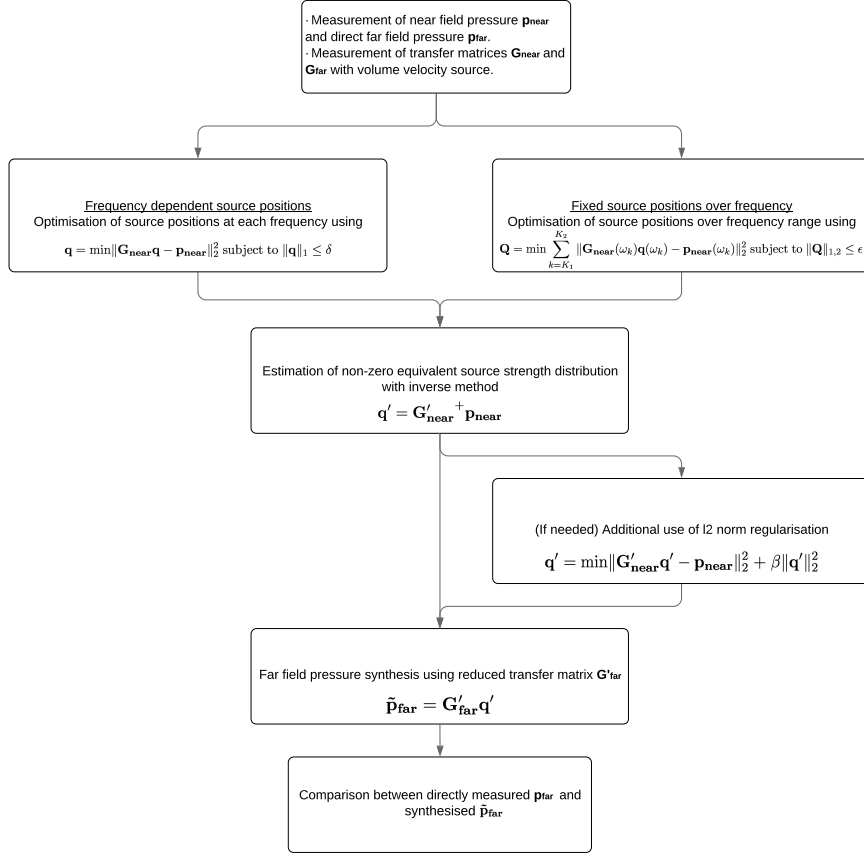 · Measurement of near field pressure pnear
and direct far field pressure pfar.
· Measurement of transfer matrices Gnear and
Gfar with volume velocity source.
Frequency dependent source positions
Optimisation of source positions at each frequency using
q = min‖Gnearq − pnear‖₂² subject to ‖q‖₁ ≤ δ
Fixed source positions over frequency
Optimisation of source positions over frequency range using
Q = min ∑_{k=K₁}^{K₂} ‖Gnear(ωₖ)q(ωₖ) − pnear(ωₖ)‖₂² subject to ‖Q‖₁,₂ ≤ ϵ
Estimation of non-zero equivalent source strength distribution
with inverse method
q′ = G′near⁺pnear
(If needed) Additional use of l2 norm regularisation
q′ = min‖G′nearq′ − pnear‖₂² + β‖q′‖₂²
Far field pressure synthesis using reduced transfer matrix G'far
p̃far = G′farq′
Comparison between directly measured pfar and
synthesised p̃far